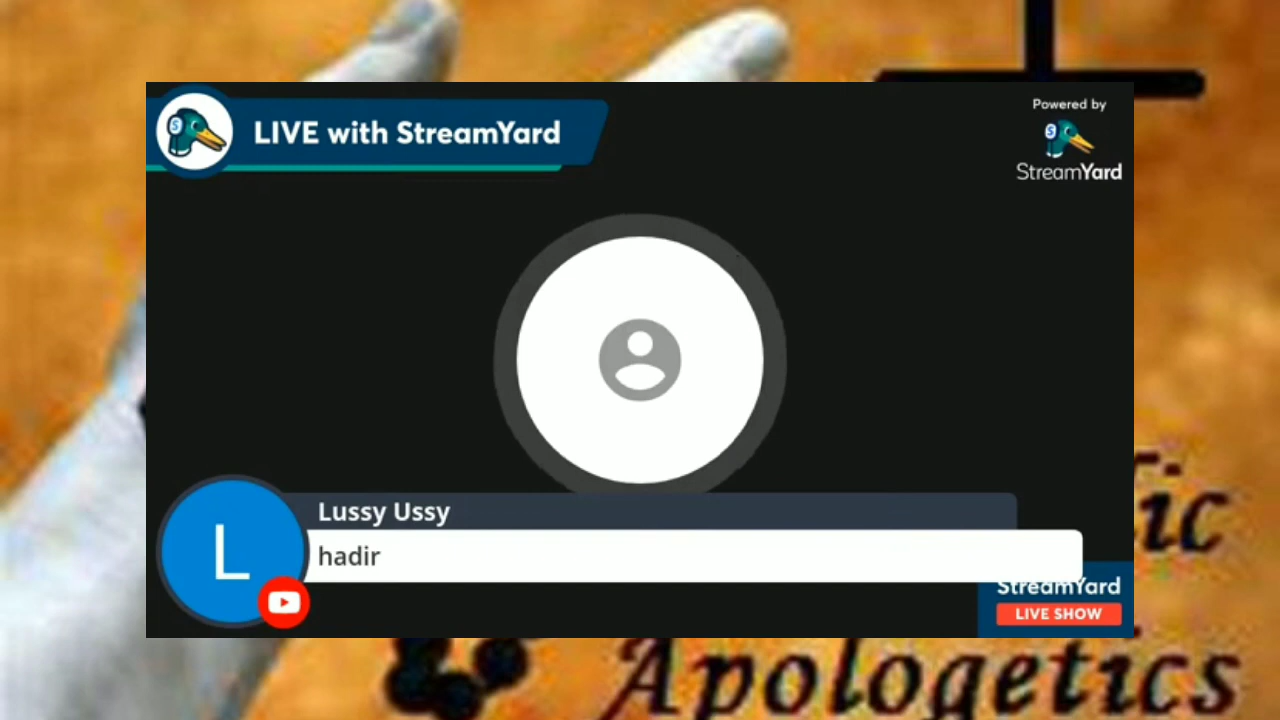 LIVE with StreamYard
Powered by
StreamYard
Lussy Ussy
hadir
StreamYard
LIVE SHOW
Apologetics